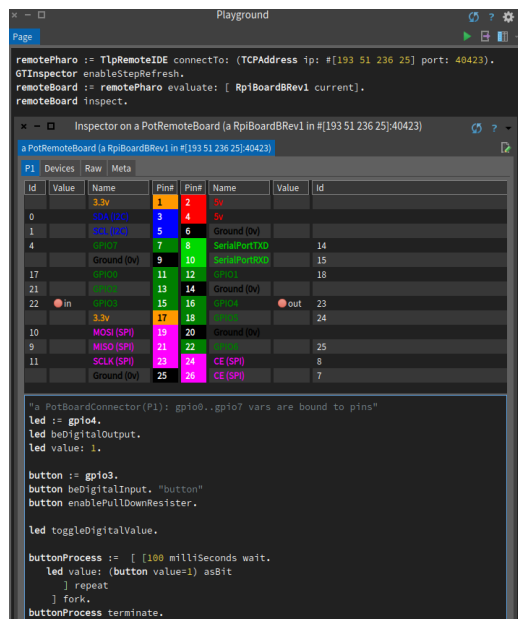 Playground
Page
remotePharo := TlpRemoteIDE connectTo: (TCPAddress ip: #[193 51 236 25] port: 40423).
GTInspector enableStepRefresh.
remoteBoard := remotePharo evaluate: [ RpiBoardBRev1 current].
remoteBoard inspect.
Inspector on a PotRemoteBoard (a RpiBoardBRev1 in #[193 51 236 25]:40423)
a PotRemoteBoard (a RpiBoardBRev1 in #[193 51 236 25]:40423)
P1 Devices Raw Meta
Id Value Name Pin# Pin# Name Value Id
3.3v 1 2 5v
0 SDA (I2C) 3 4 5v
1 SCL (I2C) 5 6 Ground (0v)
4 GPIO7 7 8 SerialPortTXD 14
Ground (0v) 9 10 SerialPortRXD 15
17 GPIO0 11 12 GPIO1 18
21 GPIO2 13 14 Ground (0v)
22 in GPIO3 15 16 GPIO4 out 23
3.3v 17 18 GPIO5 24
10 MOSI (SPI) 19 20 Ground (0v)
9 MISO (SPI) 21 22 GPIO6 25
11 SCLK (SPI) 23 24 CE (SPI) 8
Ground (0v) 25 26 CE (SPI) 7
"a PotBoardConnector(P1): gpio0..gpio7 vars are bound to pins"
led := gpio4.
led beDigitalOutput.
led value: 1.
button := gpio3.
button beDigitalInput. "button"
button enablePullDownResister.
led toggleDigitalValue.
buttonProcess := [ [100 milliSeconds wait.
led value: (button value=1) asBit
] repeat
] fork.
buttonProcess terminate.